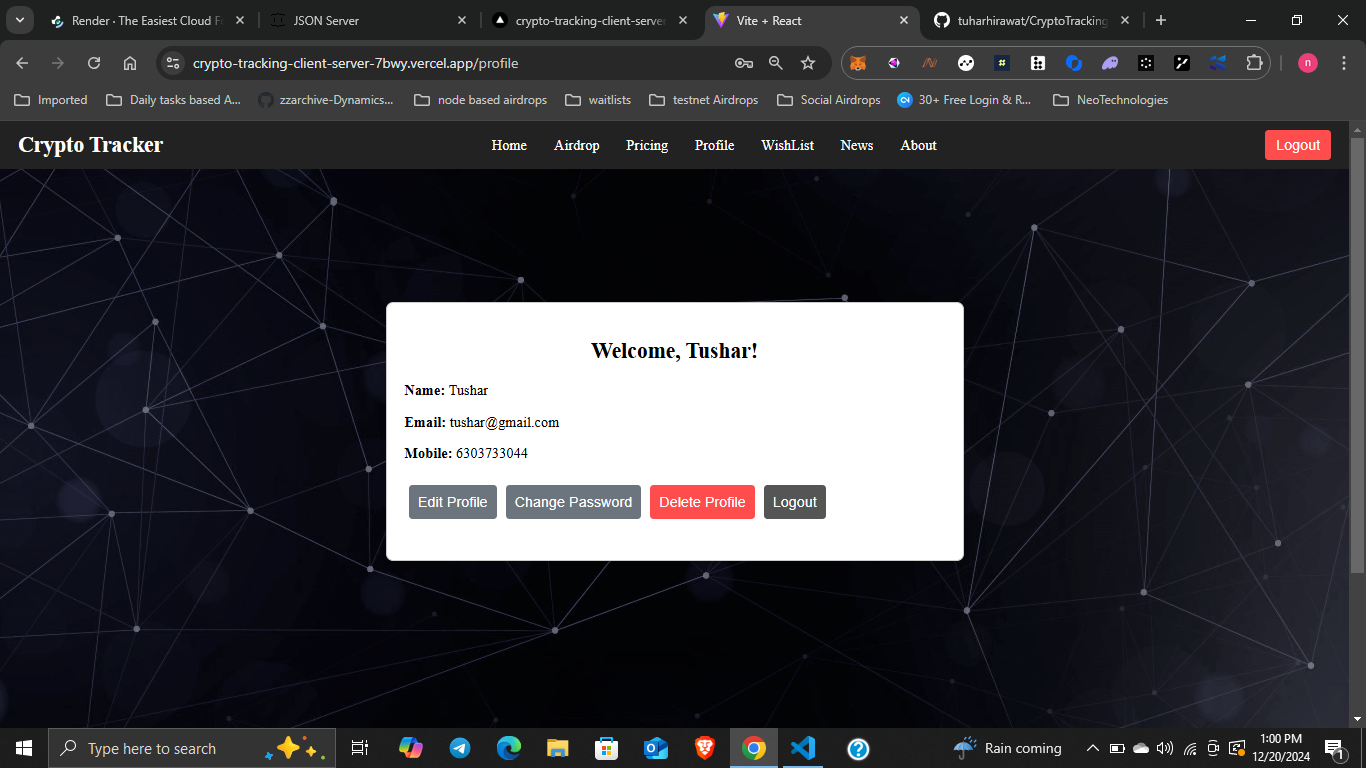 Render · The Easiest Cloud F
JSON Server
crypto-tracking-client-server
Vite + React
tuharhirawat/CryptoTracking
crypto-tracking-client-server-7bwy.vercel.app/profile
n
Imported
Daily tasks based A...
zzarchive-Dynamics...
node based airdrops
waitlists
testnet Airdrops
Social Airdrops
30+ Free Login & R...
NeoTechnologies
Crypto Tracker
Home
Airdrop
Pricing
Profile
WishList
News
About
Logout
Welcome, Tushar!
Name: Tushar
Email: tushar@gmail.com
Mobile: 6303733044
Edit Profile
Change Password
Delete Profile
Logout
Type here to search
Rain coming
1:00 PM
12/20/2024
1